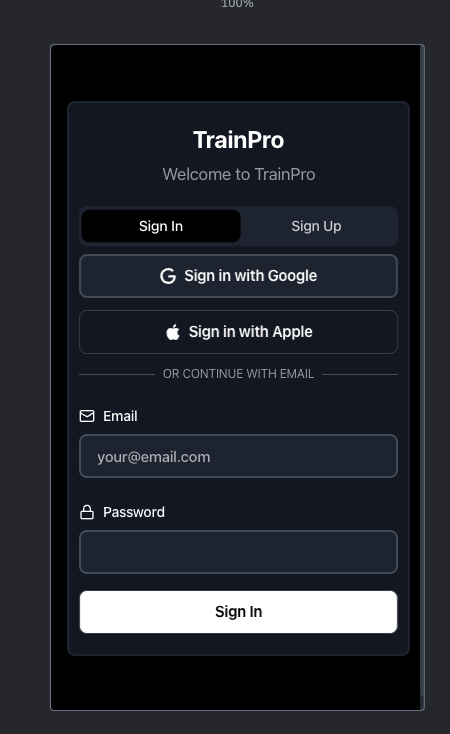 100%
TrainPro
Welcome to TrainPro
Sign In
Sign Up
Sign in with Google
Sign in with Apple
OR CONTINUE WITH EMAIL
Email
your@email.com
Password
Sign In